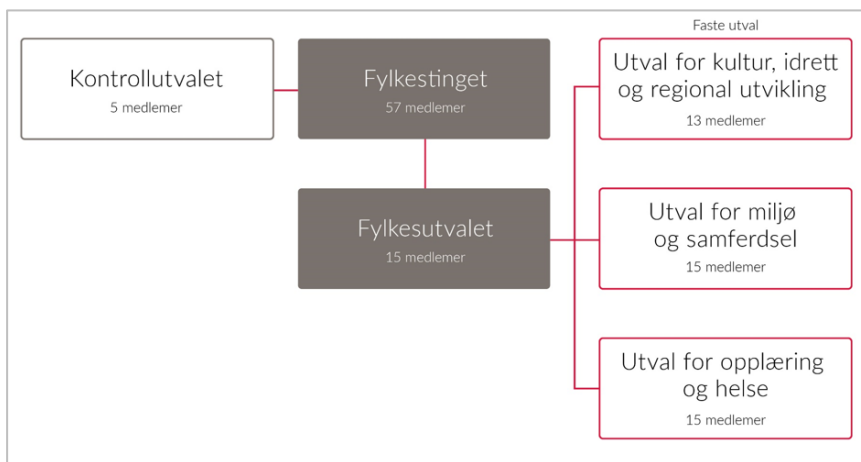 Faste utval
Kontrollutvalet
5 medlemer
Fylkestinget
57 medlemer
Utval for kultur, idrett
og regional utvikling
13 medlemer
Fylkesutvalet
15 medlemer
Utval for miljø
og samferdsel
15 medlemer
Utval for opplæring
og helse
15 medlemer